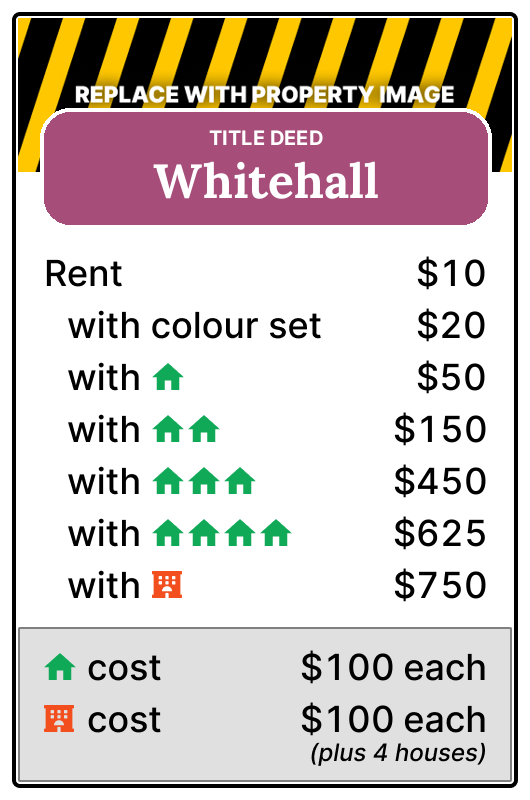 REPLACE WITH PROPERTY IMAGE
TITLE DEED
Whitehall
Rent $10
with colour set $20
with $50
with $150
with $450
with $625
with $750
cost $100 each
cost $100 each
(plus 4 houses)